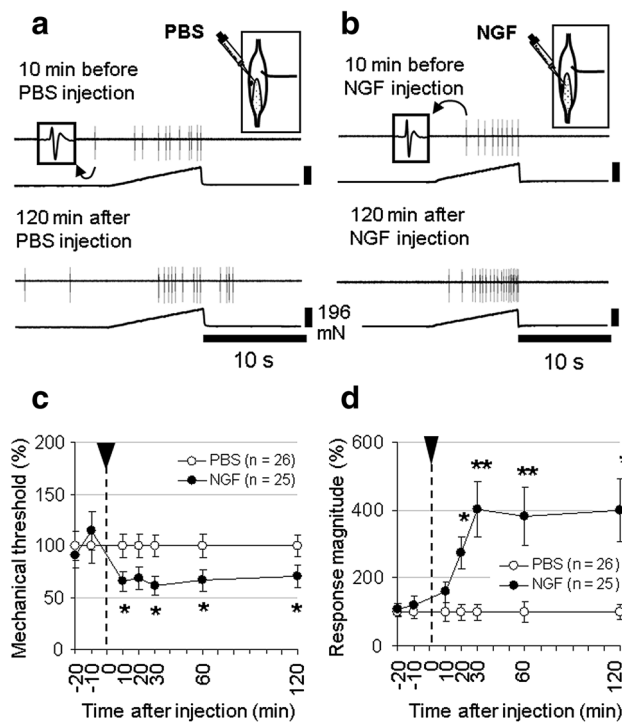 a
PBS
10 min before
PBS injection
120 min after
PBS injection
196
mN
10 s
b
NGF
10 min before
NGF injection
120 min after
NGF injection
10 s
c
Mechanical threshold (%)
200
150
100
50
0
PBS (n = 26)
NGF (n = 25)
*
*
*
*
-20
-10
0
10
20
30
60
120
Time after injection (min)
d
Response magnitude (%)
600
400
200
0
*
**
**
PBS (n = 26)
NGF (n = 25)
-20
-10
0
10
20
30
60
120
Time after injection (min)